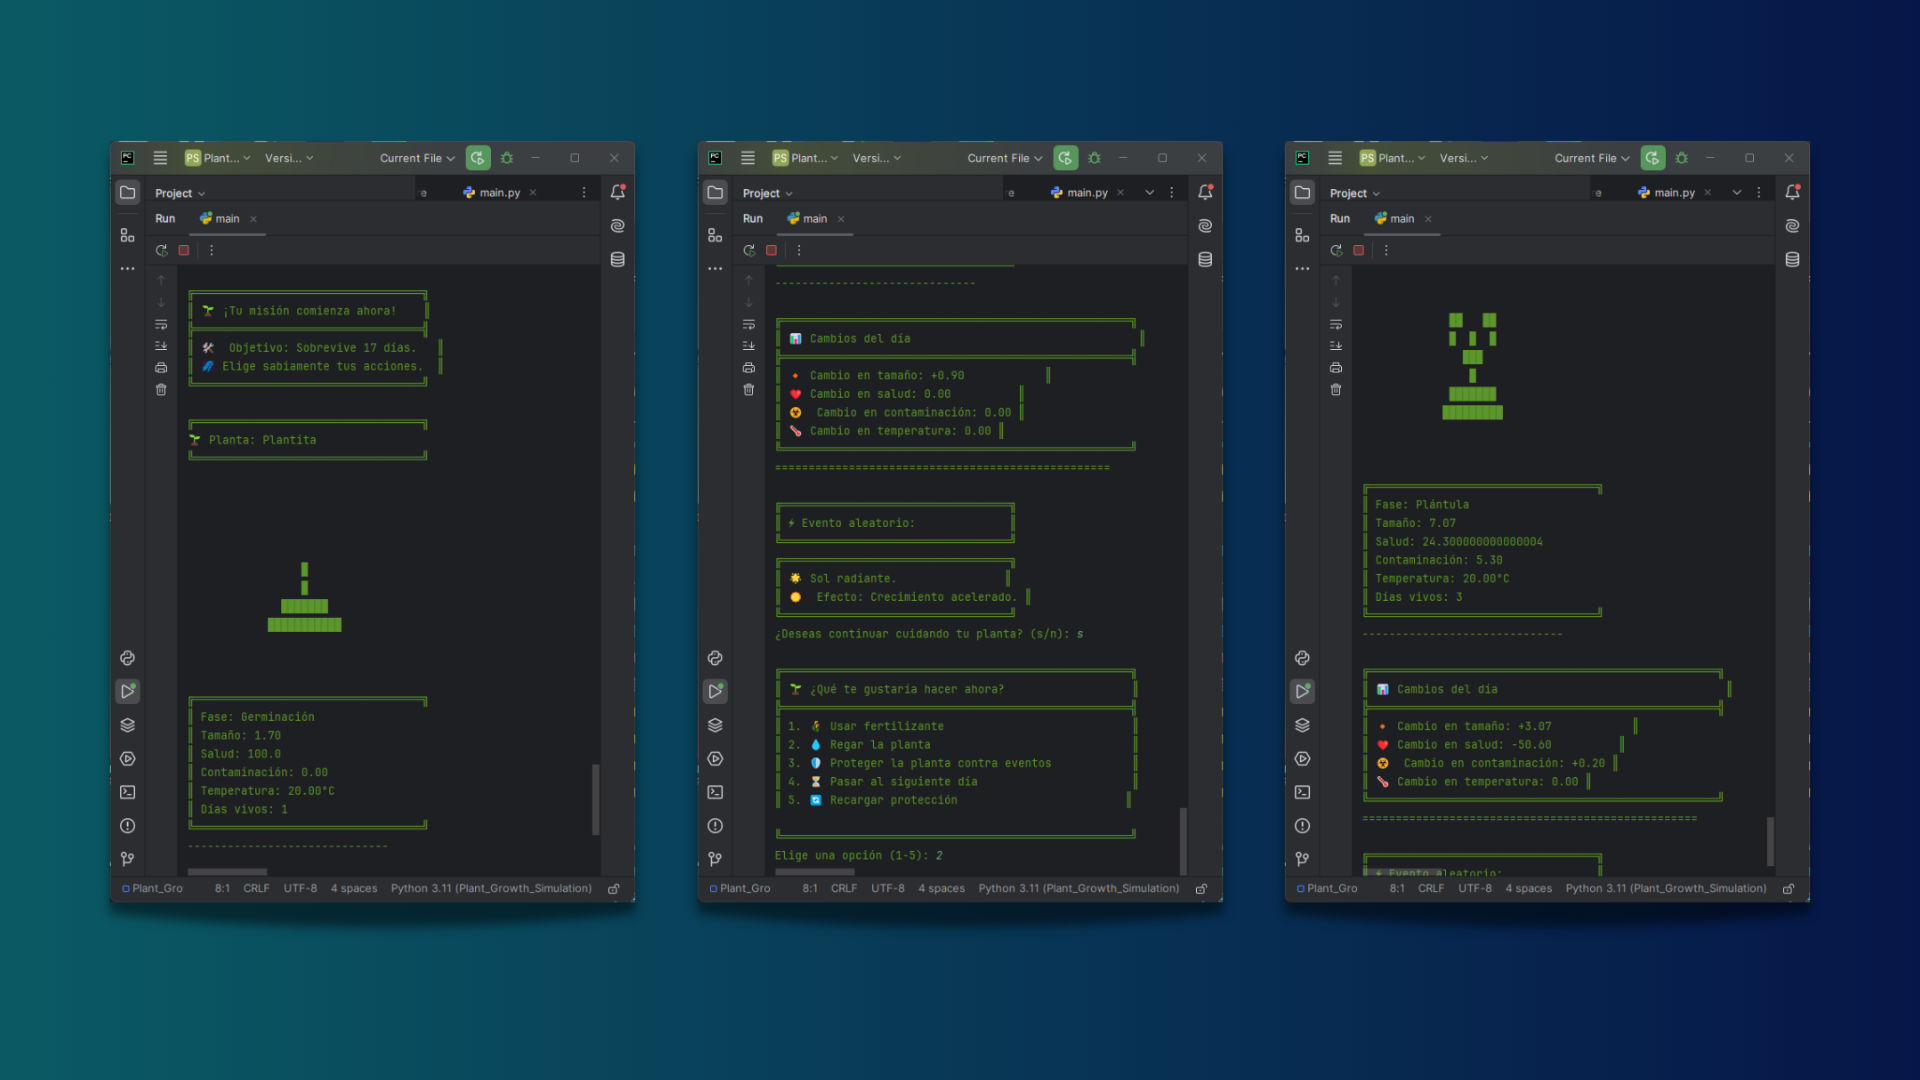 PC PS Plant... Versi... Current File
Project e main.py
Run main
¡Tu misión comienza ahora!
Objetivo: Sobrevive 17 días.
Elige sabiamente tus acciones.
Planta: Plantita
Fase: Germinación
Tamaño: 1.70
Salud: 100.0
Contaminación: 0.00
Temperatura: 20.00°C
Días vivos: 1
-----------------------------
Plant_Gro 8:1 CRLF UTF-8 4 spaces Python 3.11 (Plant_Growth_Simulation)
PC PS Plant... Versi... Current File
Project e main.py
Run main
-----------------------------
Cambios del día
Cambio en tamaño: +0.90
Cambio en salud: 0.00
Cambio en contaminación: 0.00
Cambio en temperatura: 0.00
==================================================
Evento aleatorio:
Sol radiante.
Efecto: Crecimiento acelerado.
¿Deseas continuar cuidando tu planta? (s/n): s
¿Qué te gustaría hacer ahora?
1. Usar fertilizante
2. Regar la planta
3. Proteger la planta contra eventos
4. Pasar al siguiente día
5. Recargar protección
Elige una opción (1-5): 2
Plant_Gro 8:1 CRLF UTF-8 4 spaces Python 3.11 (Plant_Growth_Simulation)
PC PS Plant... Versi... Current File
Project e main.py
Run main
Fase: Plántula
Tamaño: 7.07
Salud: 24.300000000000004
Contaminación: 5.30
Temperatura: 20.00°C
Días vivos: 3
-----------------------------
Cambios del día
Cambio en tamaño: +3.07
Cambio en salud: -50.60
Cambio en contaminación: +0.20
Cambio en temperatura: 0.00
==================================================
Evento aleatorio:
Plant_Gro 8:1 CRLF UTF-8 4 spaces Python 3.11 (Plant_Growth_Simulation)